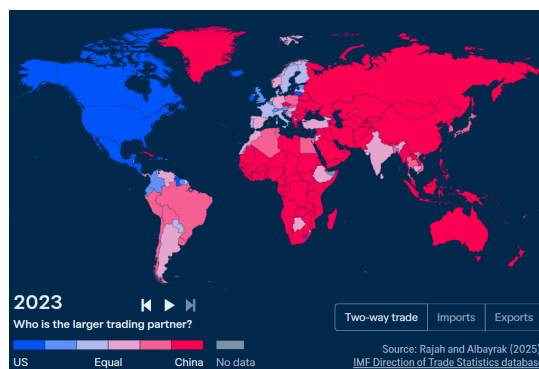 2023
Who is the larger trading partner?
US Equal China No data
Two-way trade Imports Exports
Source: Rajah and Albayrak (2025)
IMF Direction of Trade Statistics database